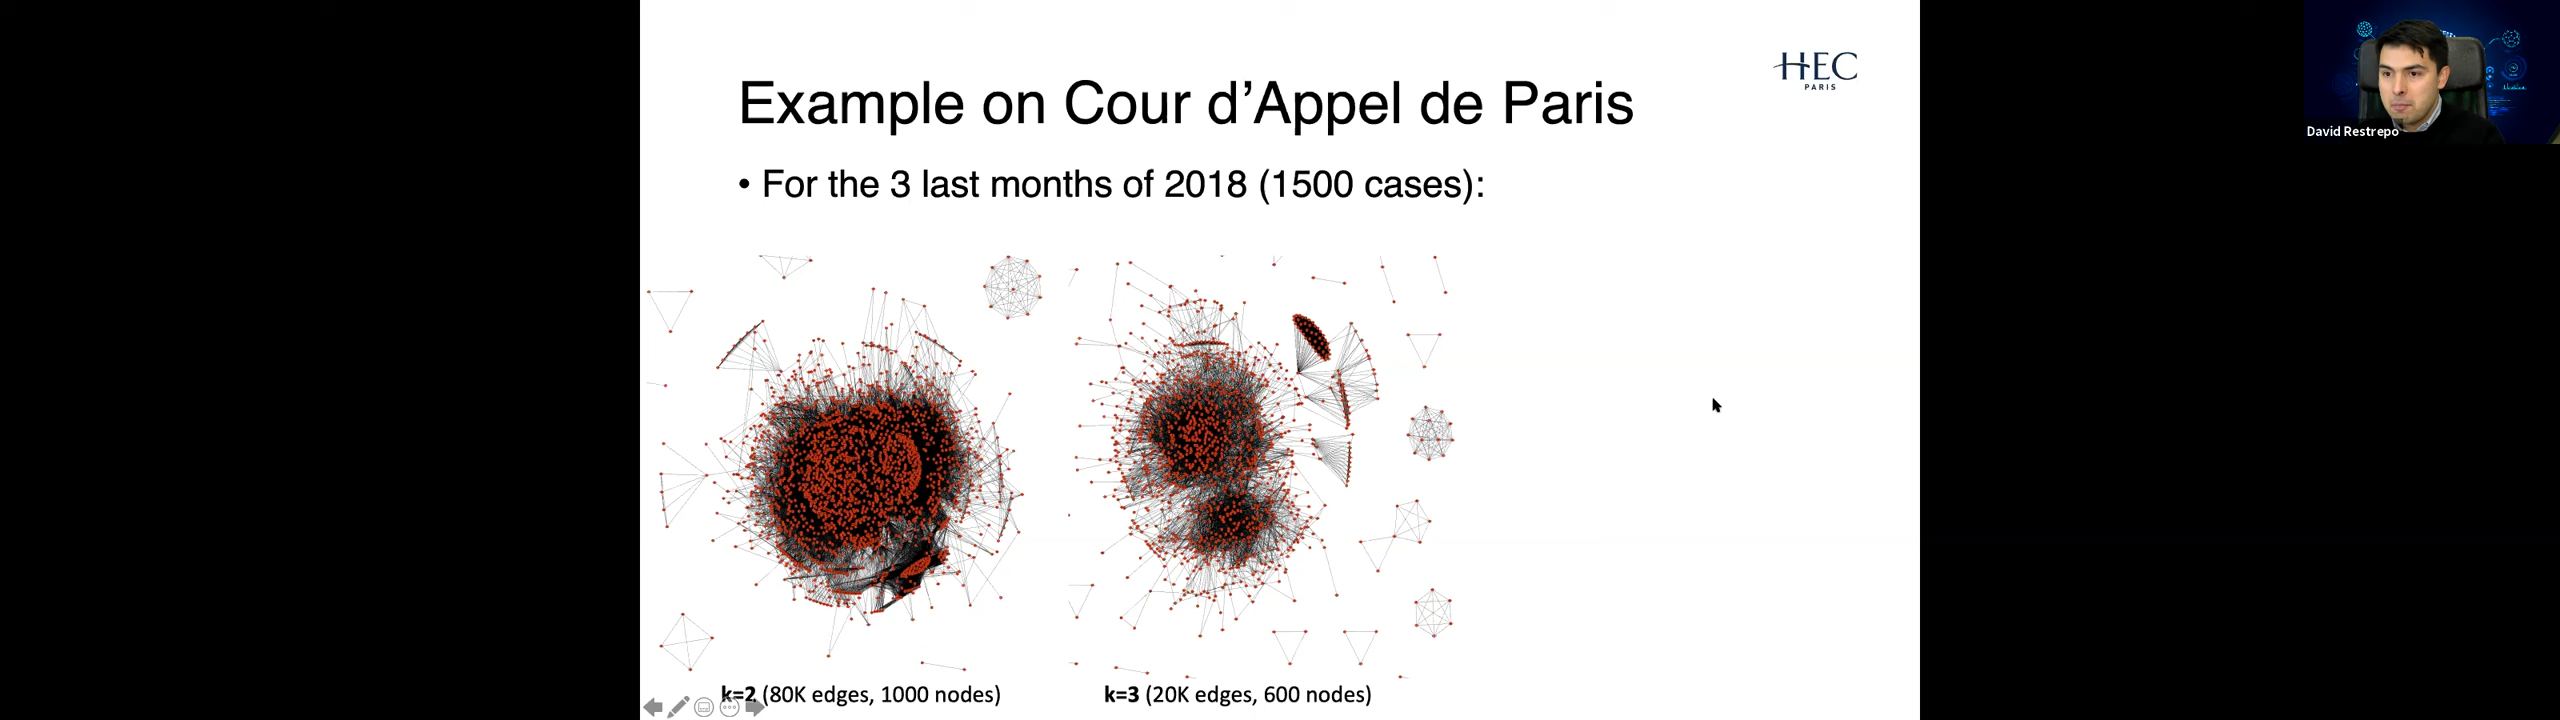 HEC
PARIS
Example on Cour d’Appel de Paris
• For the 3 last months of 2018 (1500 cases):
k=2 (80K edges, 1000 nodes)
k=3 (20K edges, 600 nodes)
David Restrepo